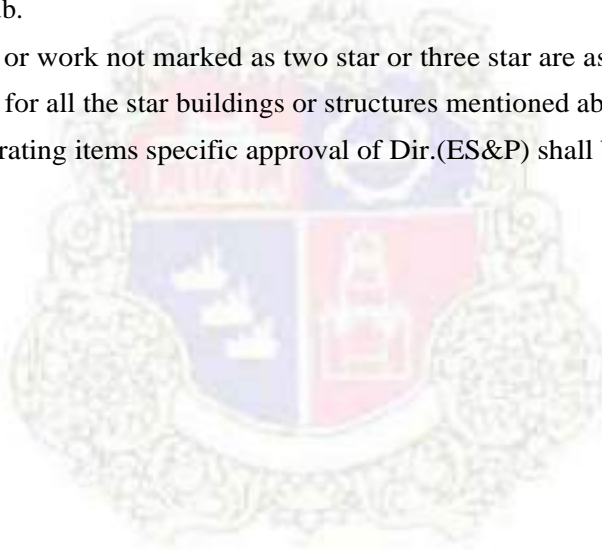 b.
or work not marked as two star or three star are as
for all the star buildings or structures mentioned ab
rating items specific approval of Dir.(ES&P) shall